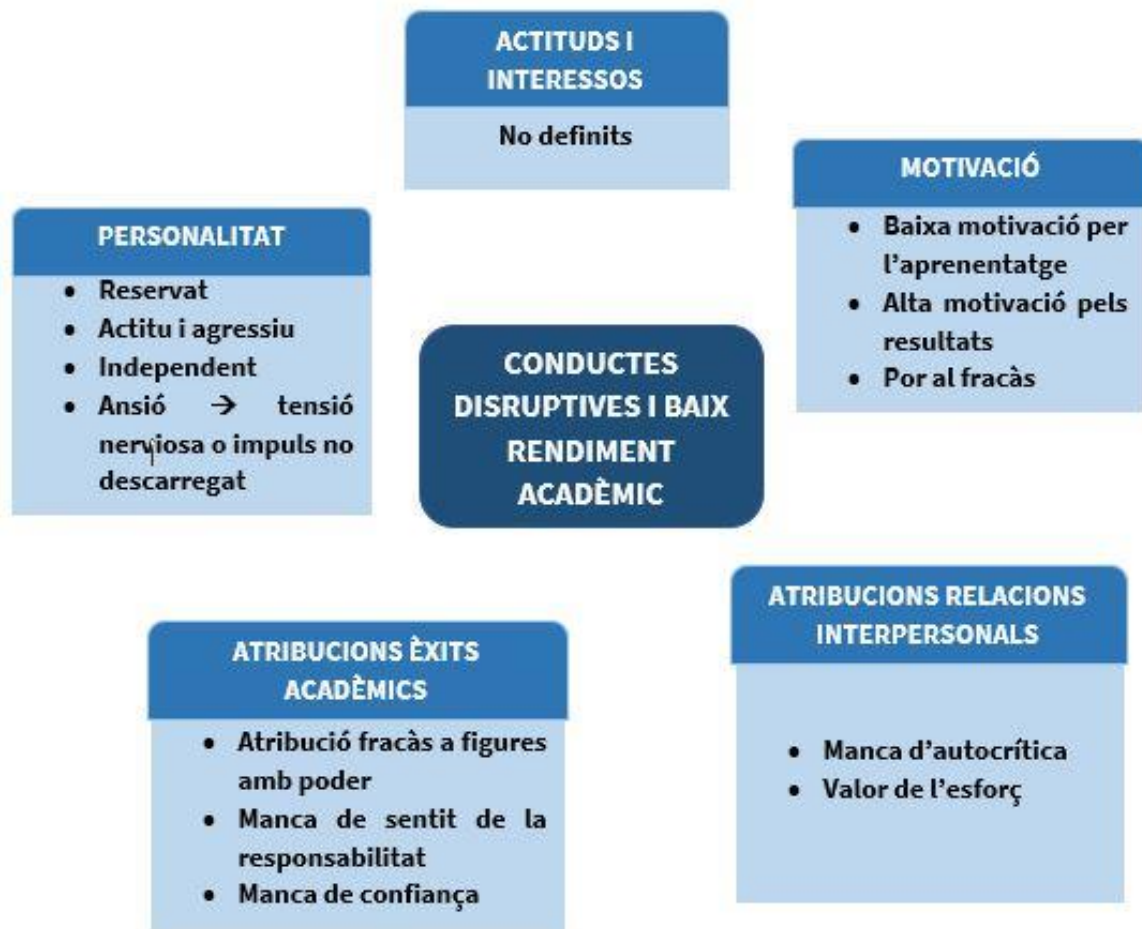 ACTITUDS I
INTERESSOS
No definits
MOTIVACIÓ
• Baixa motivació per
l’aprenentatge
• Alta motivació pels
resultats
• Por al fracàs
PERSONALITAT
• Reservat
• Actitu i agressiu
• Independent
• Ansió → tensió
nerviosa o impuls no
descarregat
CONDUCTES
DISRUPTIVES I BAIX
RENDIMENT
ACADÈMIC
ATRIBUCIONS RELACIONS
INTERPERSONALS
• Manca d’autocrítica
• Valor de l’esforç
ATRIBUCIONS ÈXITS
ACADÈMICS
• Atribució fracàs a figures
amb poder
• Manca de sentit de la
responsabilitat
• Manca de confiança